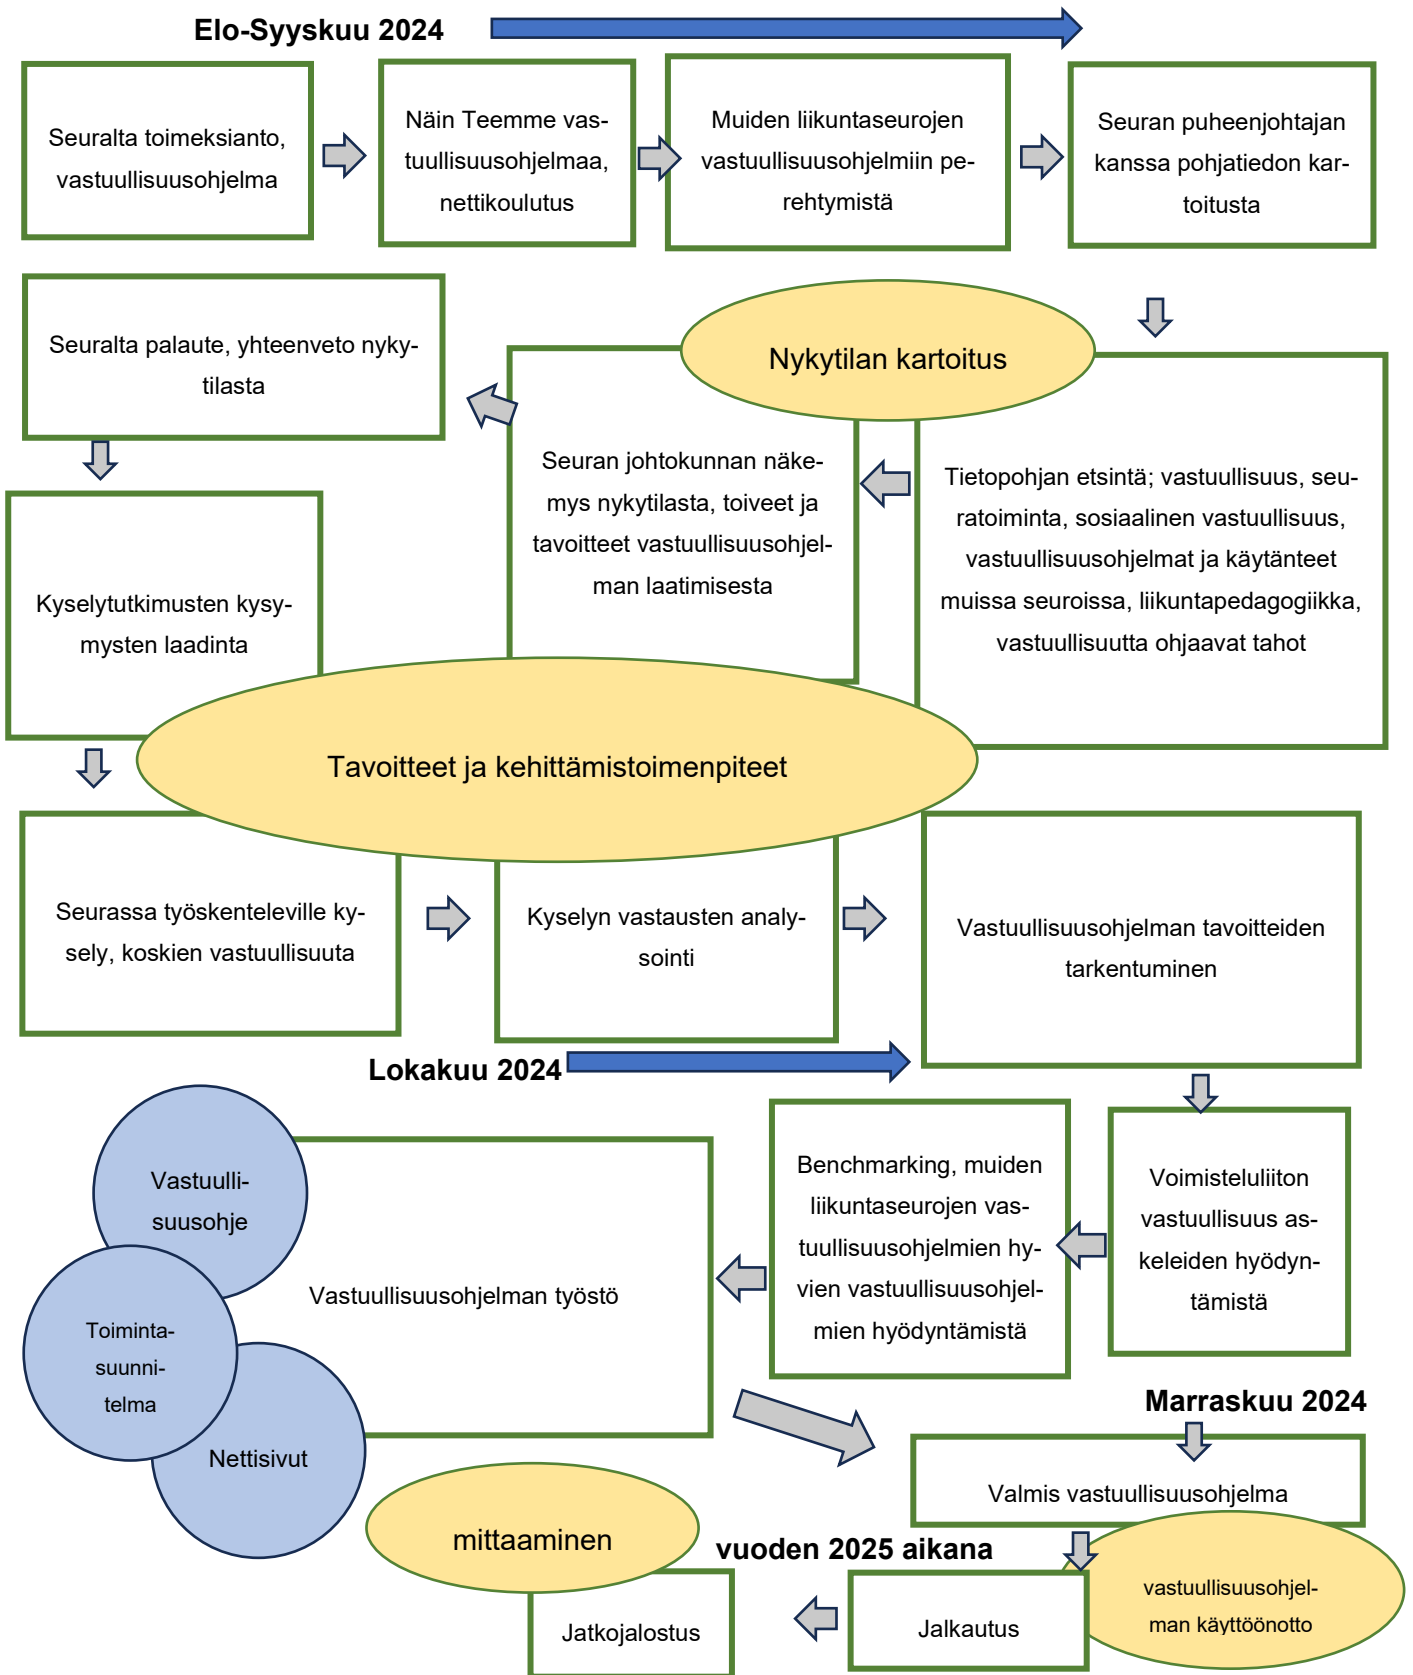 Elo-Syyskuu 2024
Seuralta toimeksianto,
vastuullisuusohjelma
Näin Teemme vas-
tuullisuusohjelmaa,
nettikoulutus
Muiden liikuntaseurojen
vastuullisuusohjelmiin pe-
rehtymistä
Seuran puheenjohtajan
kanssa pohjatiedon kar-
toitusta
Nykytilan kartoitus
Tietopohjan etsintä; vastuullisuus, seu-
ratoiminta, sosiaalinen vastuullisuus,
vastuullisuusohjelmat ja käytänteet
muissa seuroissa, liikuntapedagogiikka,
vastuullisuutta ohjaavat tahot
Seuran johtokunnan näke-
mys nykytilasta, toiveet ja
tavoitteet vastuullisuusohjel-
man laatimisesta
Seuralta palaute, yhteenveto nyky-
tilasta
Kyselytutkimusten kysy-
mysten laadinta
Tavoitteet ja kehittämistoimenpiteet
Seurassa työskenteleville ky-
sely, koskien vastuullisuuta
Kyselyn vastausten analy-
sointi
Vastuullisuusohjelman tavoitteiden
tarkentuminen
Lokakuu 2024
Voimisteluliiton
vastuullisuus as-
keleiden hyödyn-
tämistä
Benchmarking, muiden
liikuntaseurojen vas-
tuullisuusohjelmien hy-
vien vastuullisuusohjel-
mien hyödyntämistä
Vastuullisuusohjelman työstö
Vastuulli-
suusohje
Toiminta-
suunni-
telma
Nettisivut
Marraskuu 2024
Valmis vastuullisuusohjelma
vastuullisuusohjel-
man käyttöönotto
vuoden 2025 aikana
Jalkautus
mittaaminen
Jatkojalostus